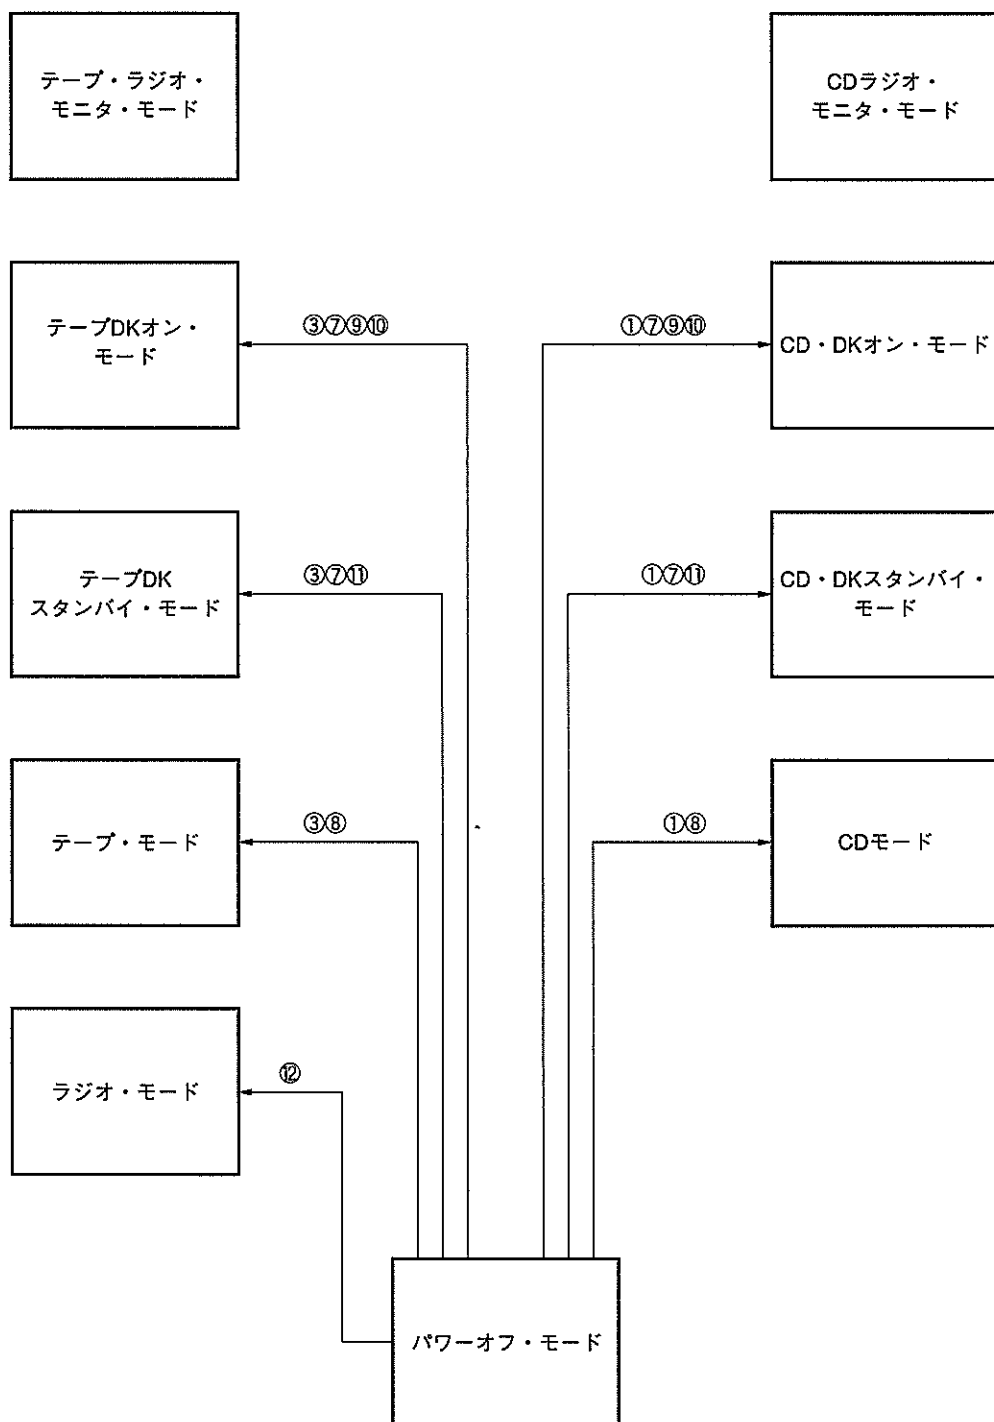 テープ・ラジオ・
モニタ・モード
CDラジオ・
モニタ・モード
テープDKオン・
モード
③⑦⑨⑩
①⑦⑨⑩
CD・DKオン・モード
テープDK
スタンバイ・モード
③⑦⑪
①⑦⑪
CD・DKスタンバイ・
モード
テープ・モード
③⑧
①⑧
CDモード
ラジオ・モード
⑫
パワーオフ・モード